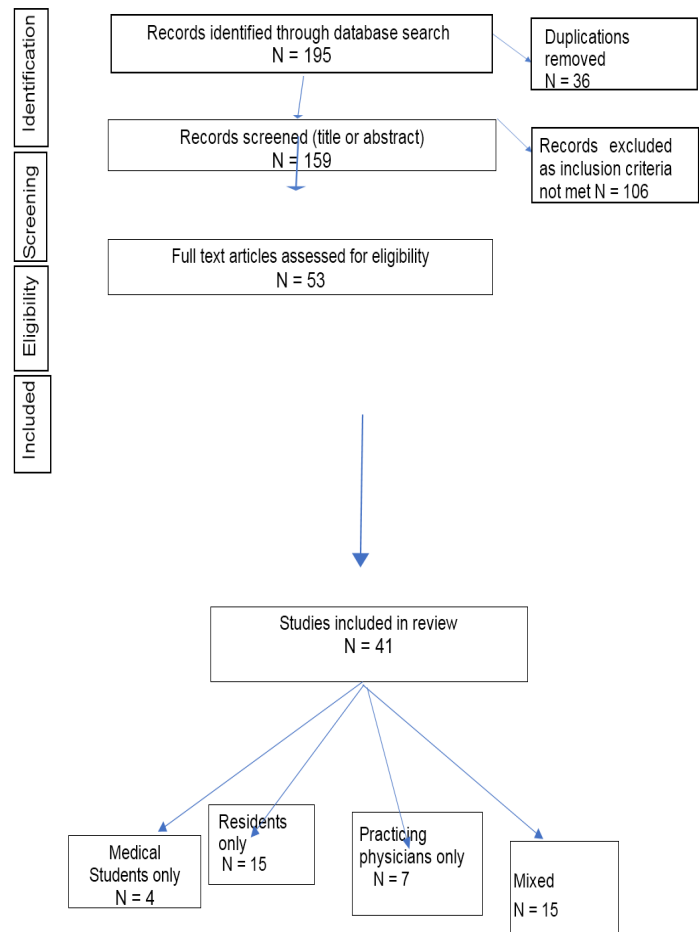 Identification
Records identified through database search
N = 195
Duplications
removed
N = 36
Records screened (title or abstract)
N = 159
Records excluded
as inclusion criteria
not met N = 106
Screening
Full text articles assessed for eligibility
N = 53
Eligibility
Included
Studies included in review
N = 41
Medical
Students only
N = 4
Residents
only
N = 15
Practicing
physicians only
N = 7
Mixed
N = 15